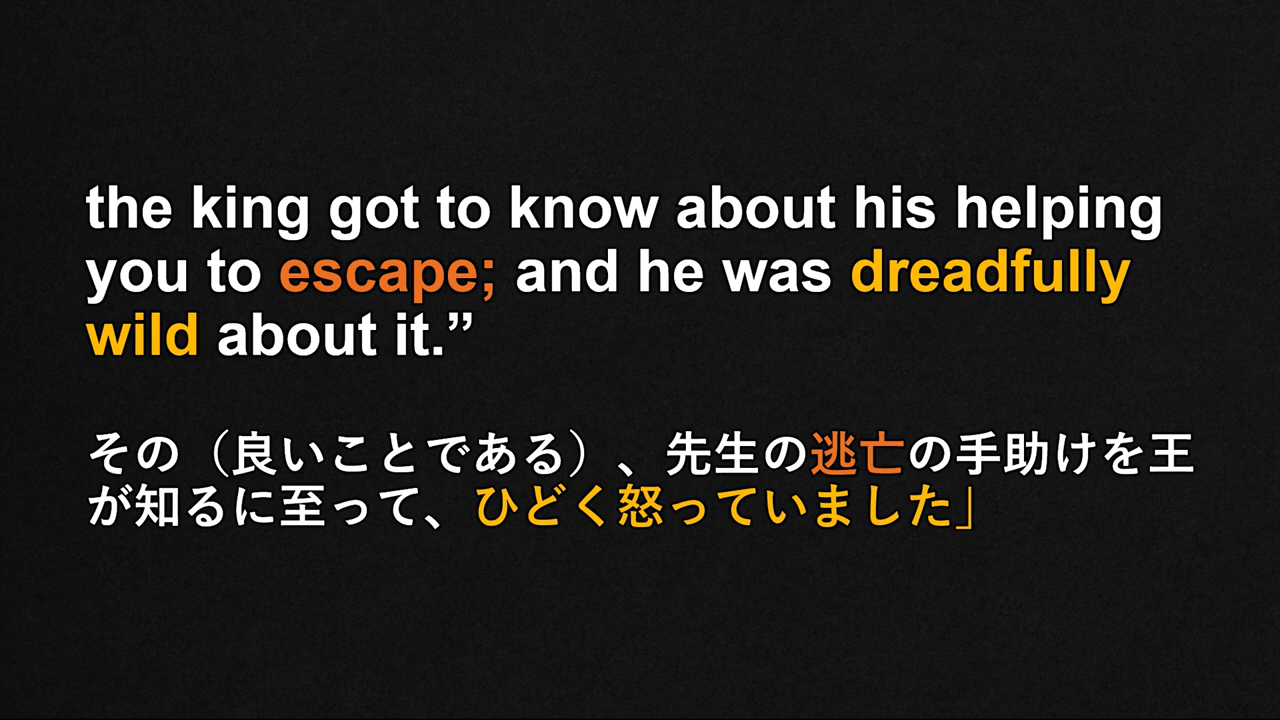 the king got to know about his helping
you to escape; and he was dreadfully
wild about it.”
その（良いことである）、先生の逃亡の手助けを王
が知るに至って、ひどく怒っていました」